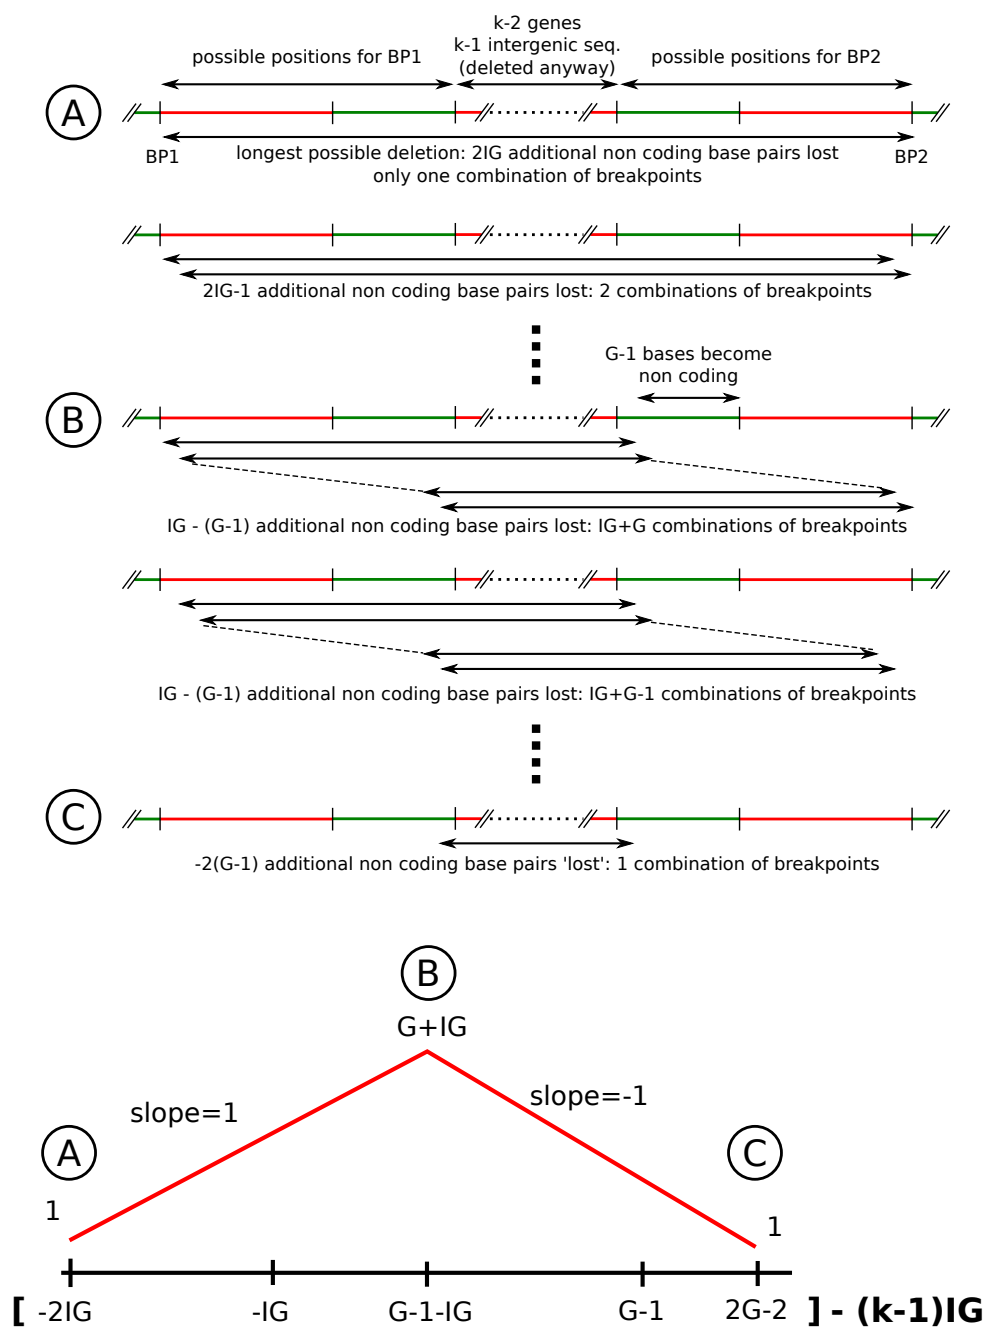 k-2 genes
k-1 intergenic seq.
(deleted anyway)
possible positions for BP1
possible positions for BP2
A
BP1
longest possible deletion: 2IG additional non coding base pairs lost
only one combination of breakpoints
BP2
2IG-1 additional non coding base pairs lost: 2 combinations of breakpoints
G-1 bases become
non coding
B
IG - (G-1) additional non coding base pairs lost: IG+G combinations of breakpoints
IG - (G-1) additional non coding base pairs lost: IG+G-1 combinations of breakpoints
C
-2(G-1) additional non coding base pairs 'lost': 1 combination of breakpoints
B
G+IG
slope=1
slope=-1
A
C
1
1
[ -2IG -IG G-1-IG G-1 2G-2 ] - (k-1)IG